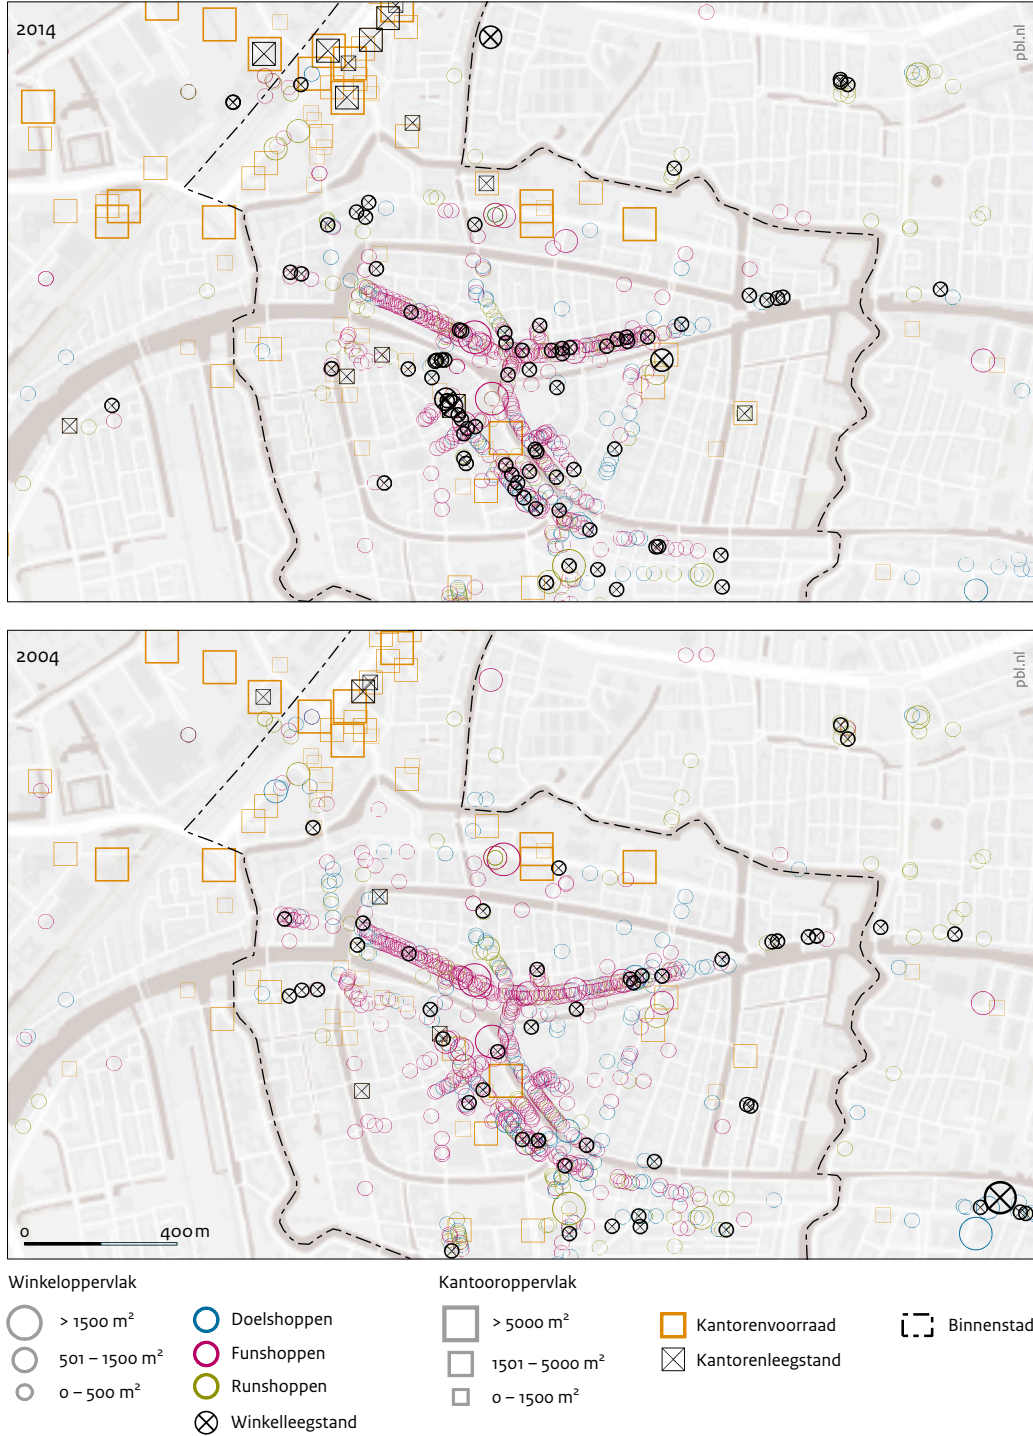 2014
pbl.nl
2004
pbl.nl
0 400 m
Winkeloppervlak
> 1500 m²
501 – 1500 m²
0 – 500 m²
Doelshoppen
Funshoppen
Runshoppen
Winkelleegstand
Kantooroppervlak
> 5000 m²
1501 – 5000 m²
0 – 1500 m²
Kantorenvoorraad
Kantorenleegstand
Binnenstad